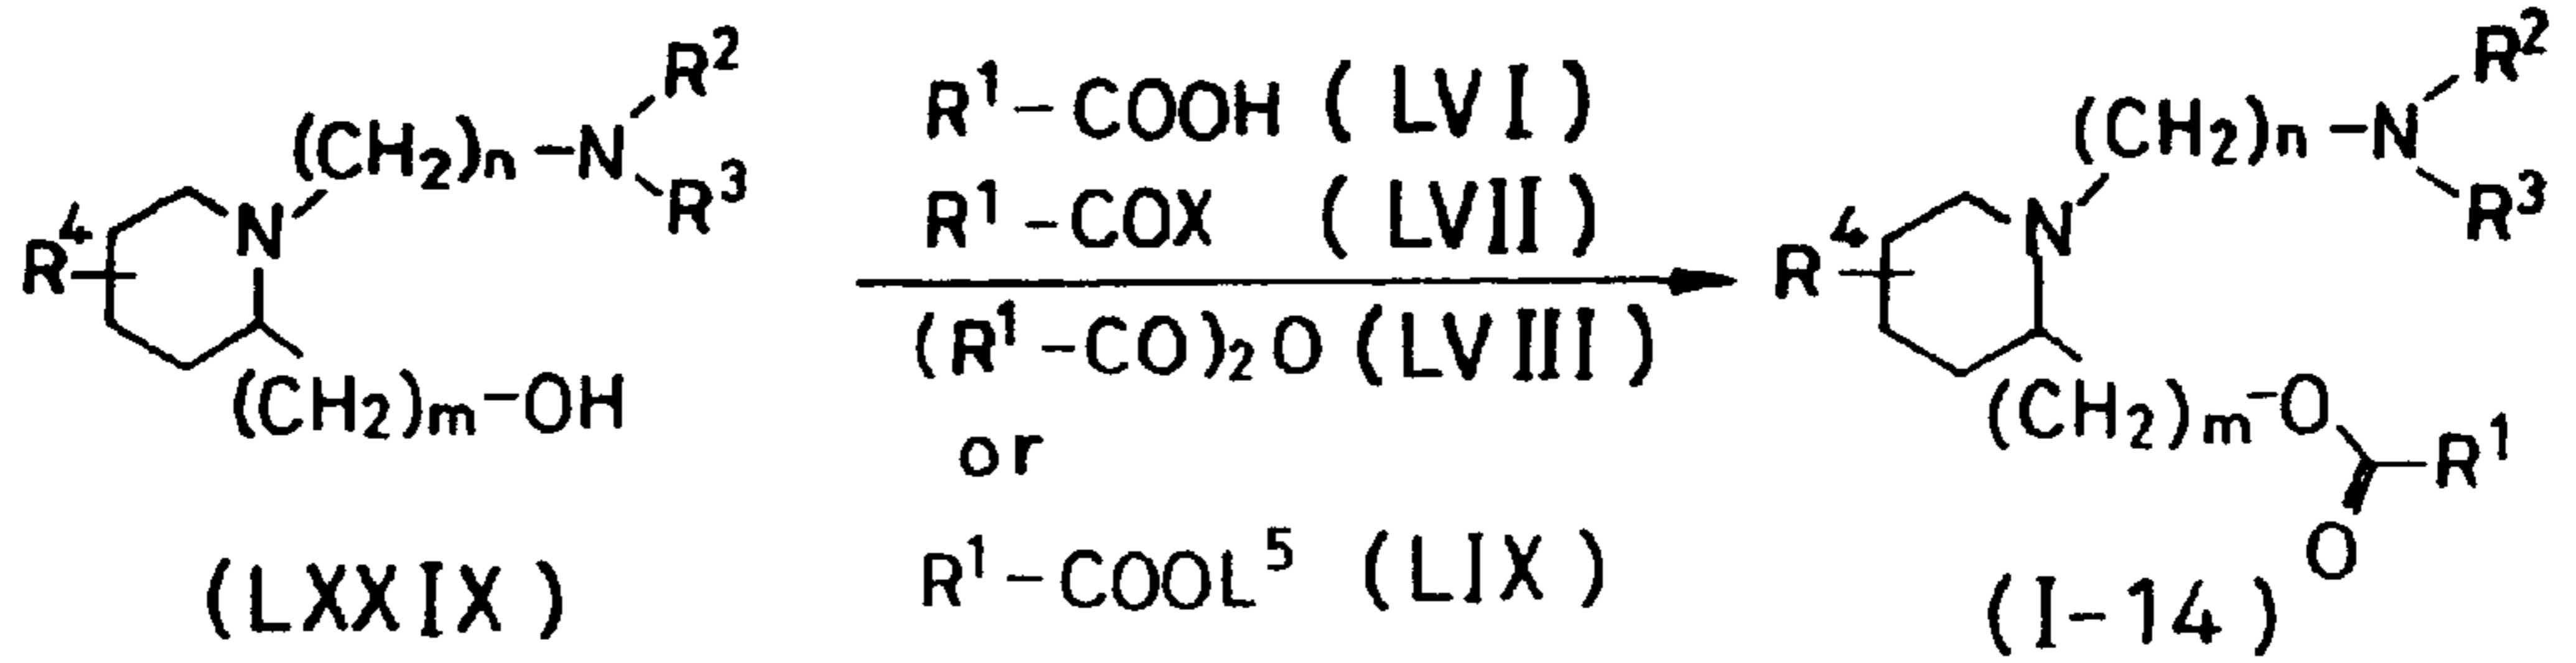 R⁴ N (CH₂)ₙ–N R² R³
(CH₂)ₘ–OH
(LXXIX)
R¹–COOH (LVI)
R¹–COX (LVII)
(R¹–CO)₂O (LVIII)
or
R¹–COOL⁵ (LIX)
R⁴ N (CH₂)ₙ–N R² R³
(CH₂)ₘ–O R¹
O
(I–14)